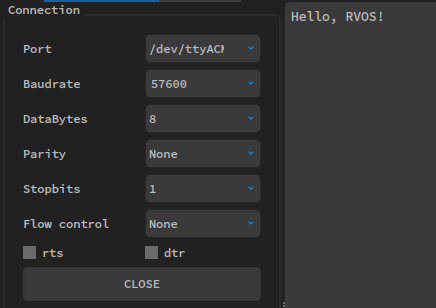 Connection
Hello, RVOS!
Port
/dev/ttyACM
Baudrate
57600
DataBytes
8
Parity
None
Stopbits
1
Flow control
None
rts
dtr
CLOSE